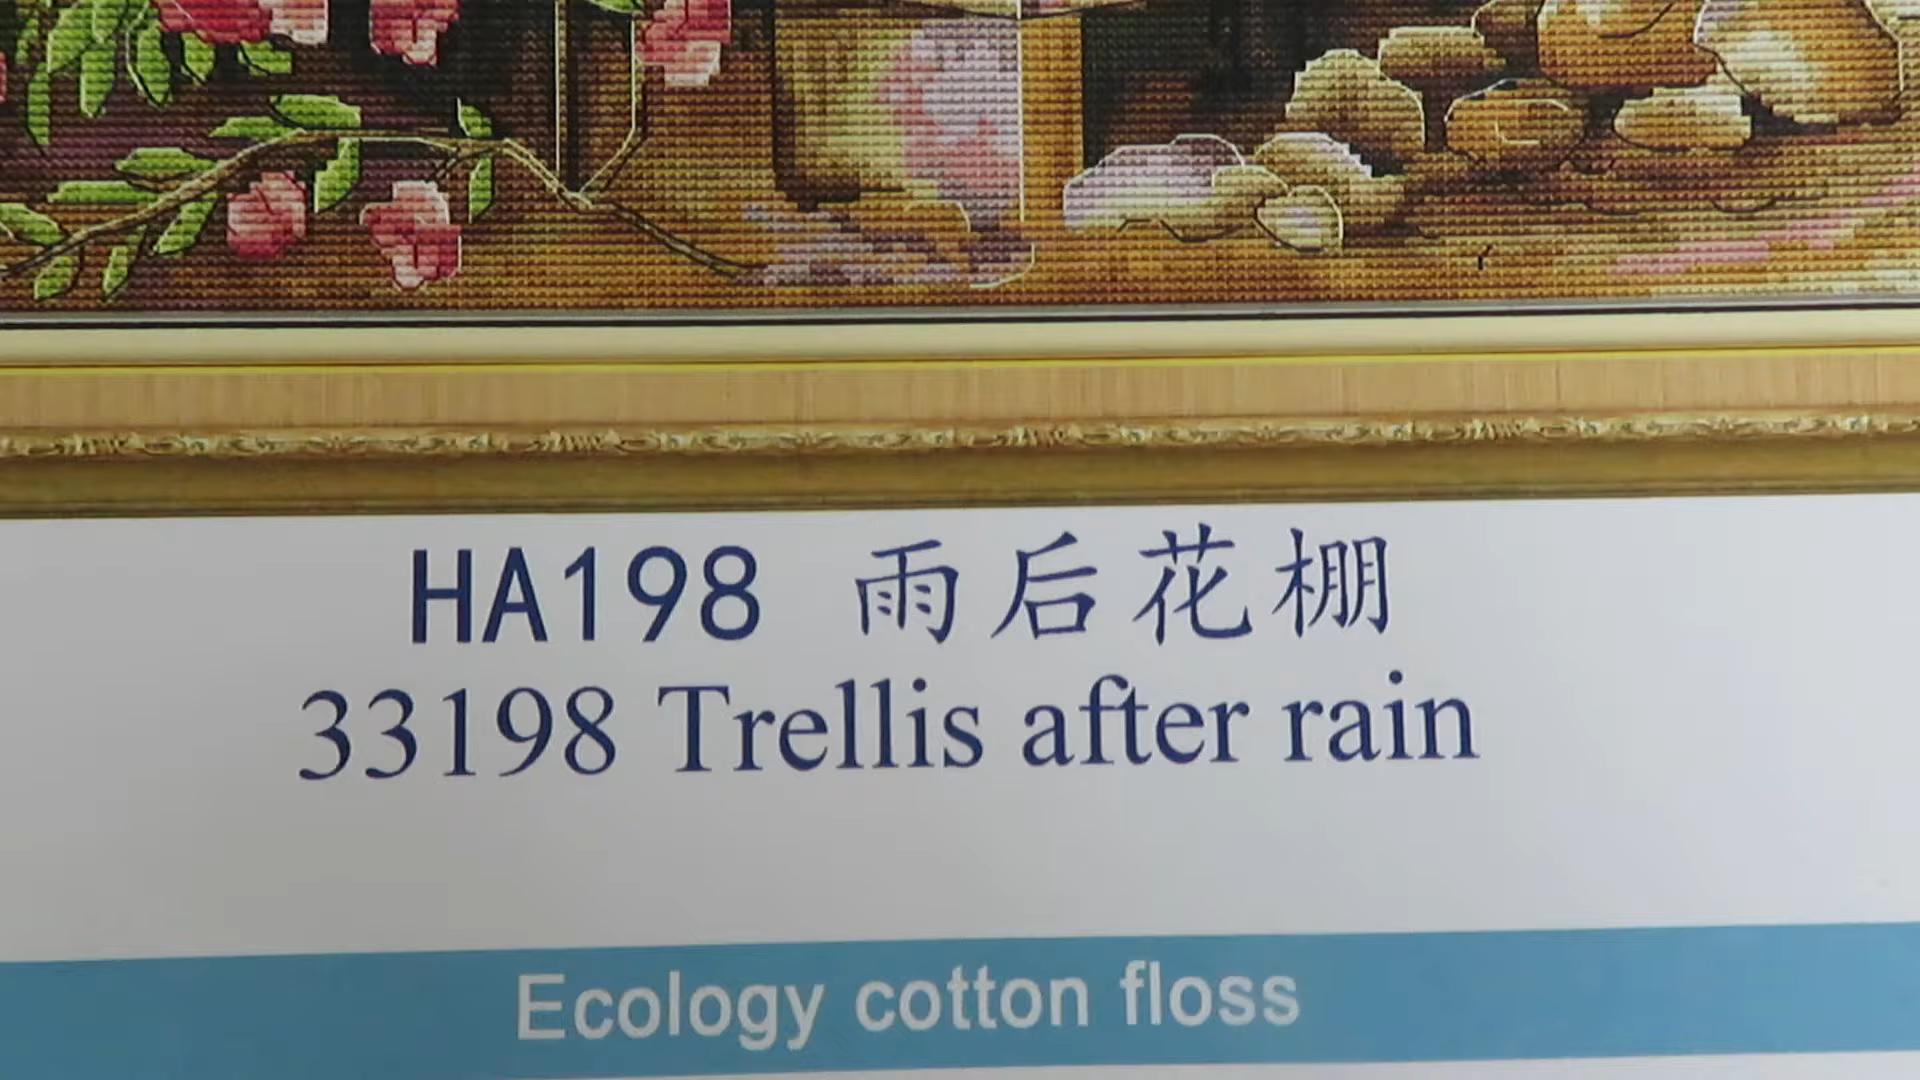 HA198 雨后花棚
33198 Trellis after rain
Ecology cotton floss